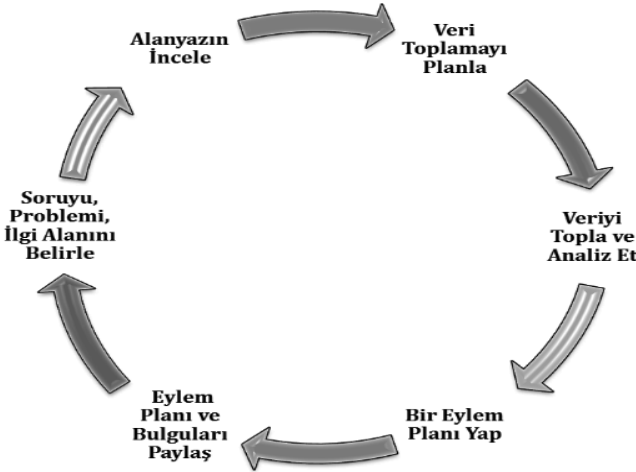 Alanyazın
İncele
Veri
Toplamayı
Planla
Veriyi
Topla ve
Analiz Et
Bir Eylem
Planı Yap
Eylem
Planı ve
Bulguları
Paylaş
Soruyu,
Problemi,
İlgi Alanını
Belirle